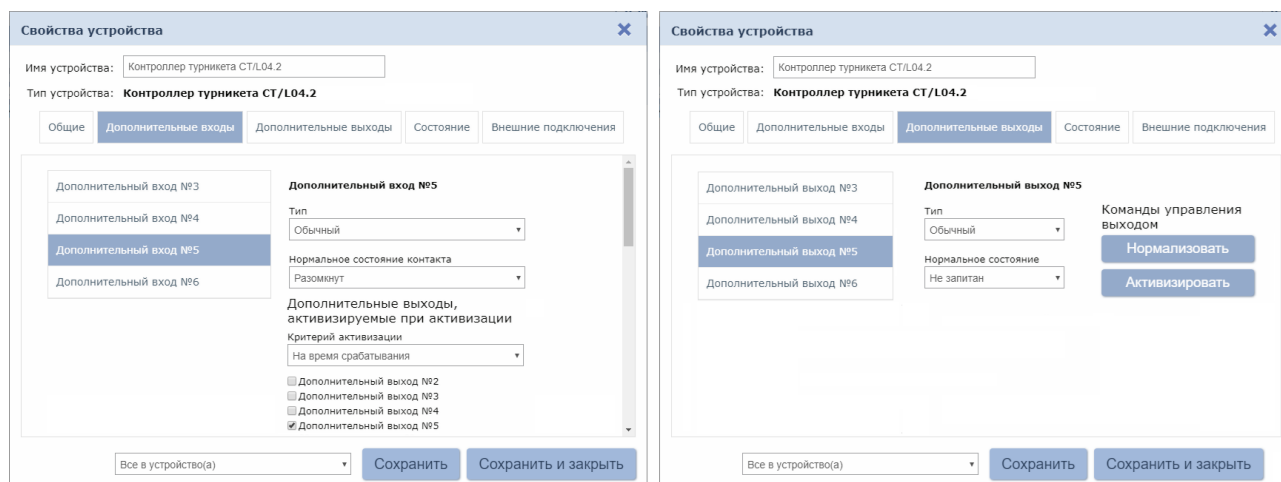 Свойства устройства
Имя устройства: Контроллер турникета CT/L04.2
Тип устройства: Контроллер турникета CT/L04.2
Общие Дополнительные входы Дополнительные выходы Состояние Внешние подключения
Дополнительный вход №3
Дополнительный вход №4
Дополнительный вход №5
Дополнительный вход №6
Дополнительный вход №5
Тип
Обычный
Нормальное состояние контакта
Разомкнут
Дополнительные выходы,
активизируемые при активизации
Критерий активизации
На время срабатывания
Дополнительный выход №2
Дополнительный выход №3
Дополнительный выход №4
Дополнительный выход №5
Все в устройство(а) Сохранить Сохранить и закрыть
Свойства устройства
Имя устройства: Контроллер турникета CT/L04.2
Тип устройства: Контроллер турникета CT/L04.2
Общие Дополнительные входы Дополнительные выходы Состояние Внешние подключения
Дополнительный выход №3
Дополнительный выход №4
Дополнительный выход №5
Дополнительный выход №6
Дополнительный выход №5
Тип
Обычный
Нормальное состояние
Не запитан
Команды управления
выходом
Нормализовать
Активизировать
Все в устройство(а) Сохранить Сохранить и закрыть